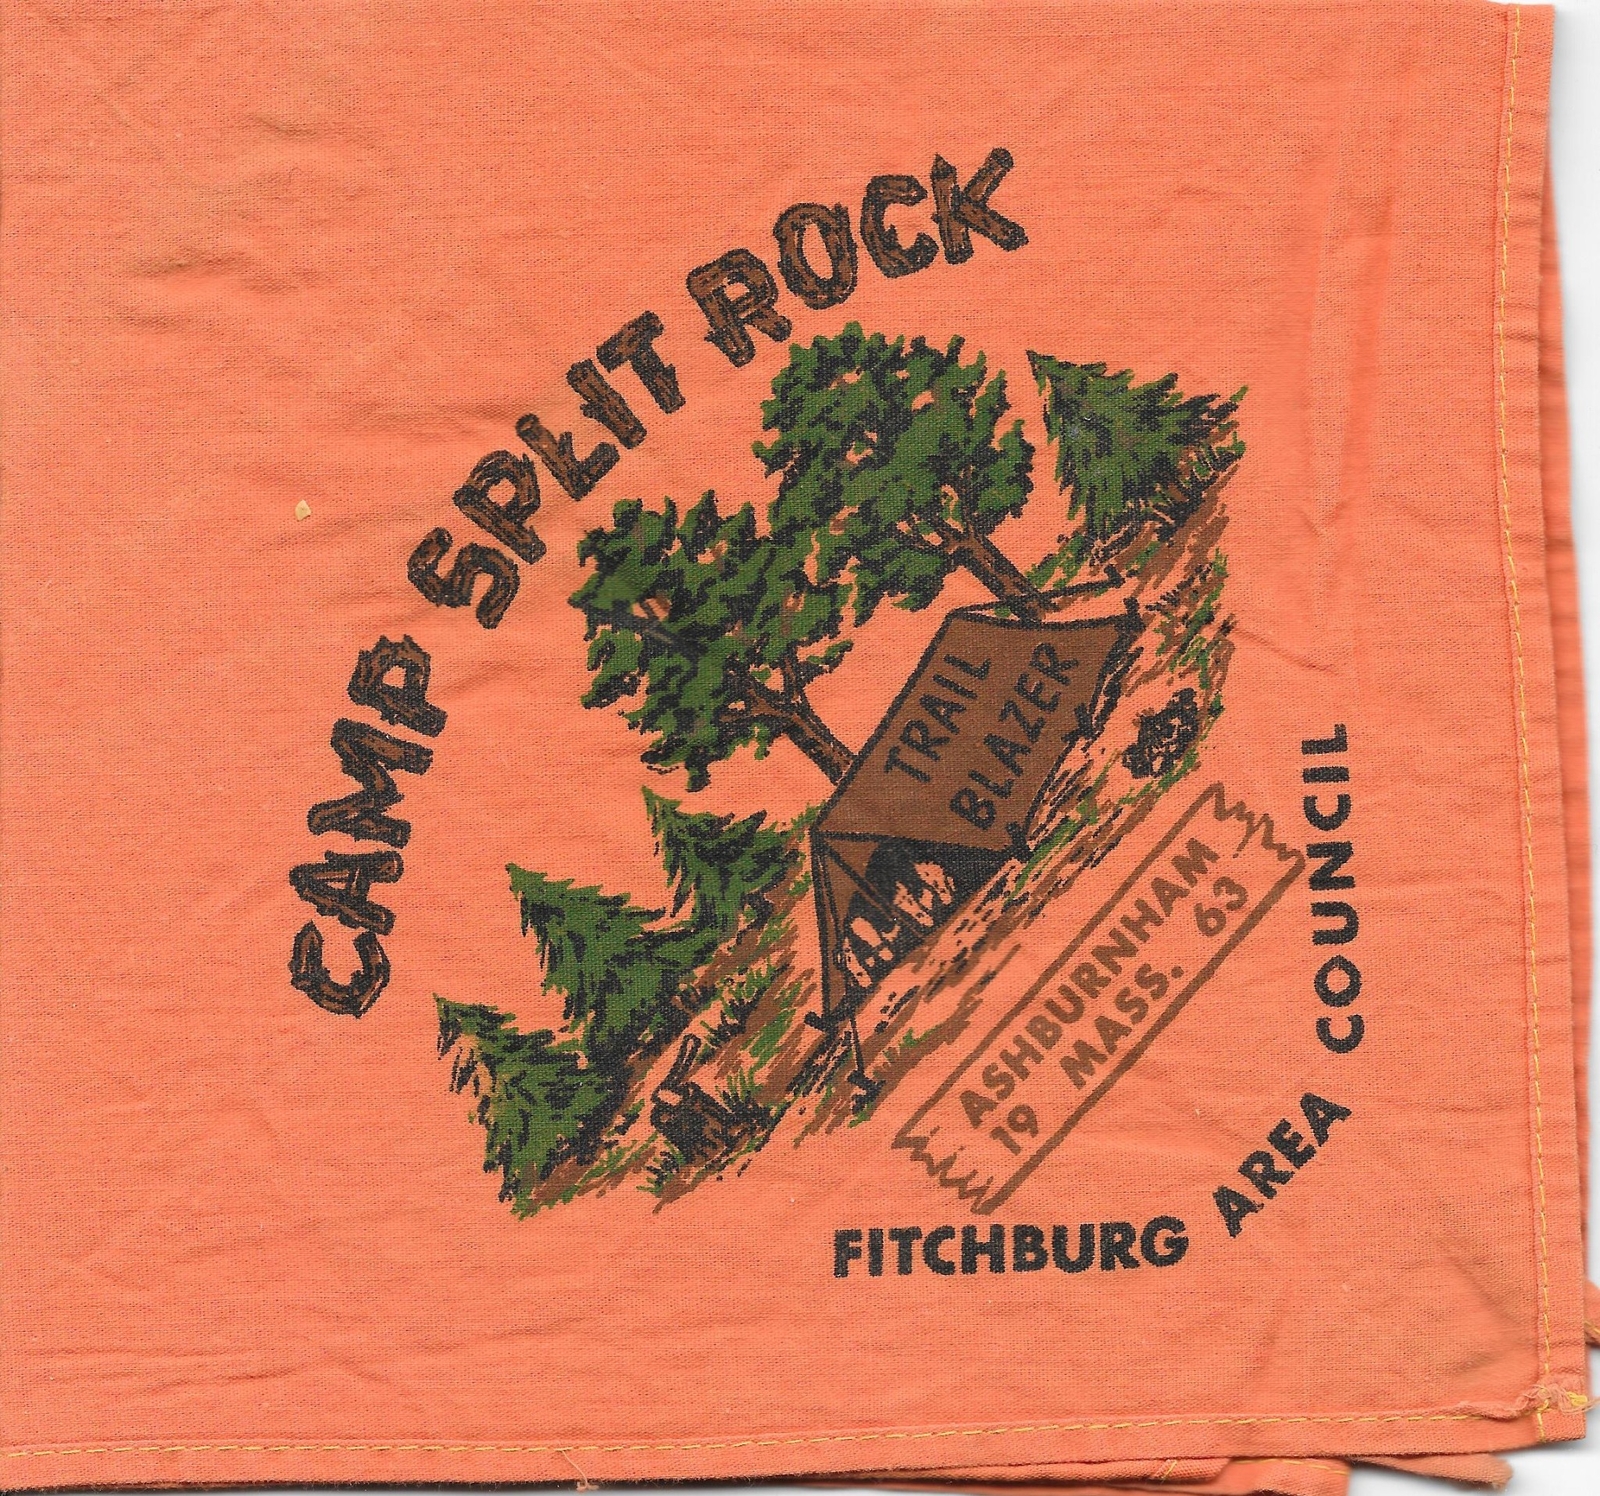 CAMP SPLIT ROCK
TRAIL
BLAZER
ASHBURNHAM
19 MASS. 63
FITCHBURG AREA COUNCIL